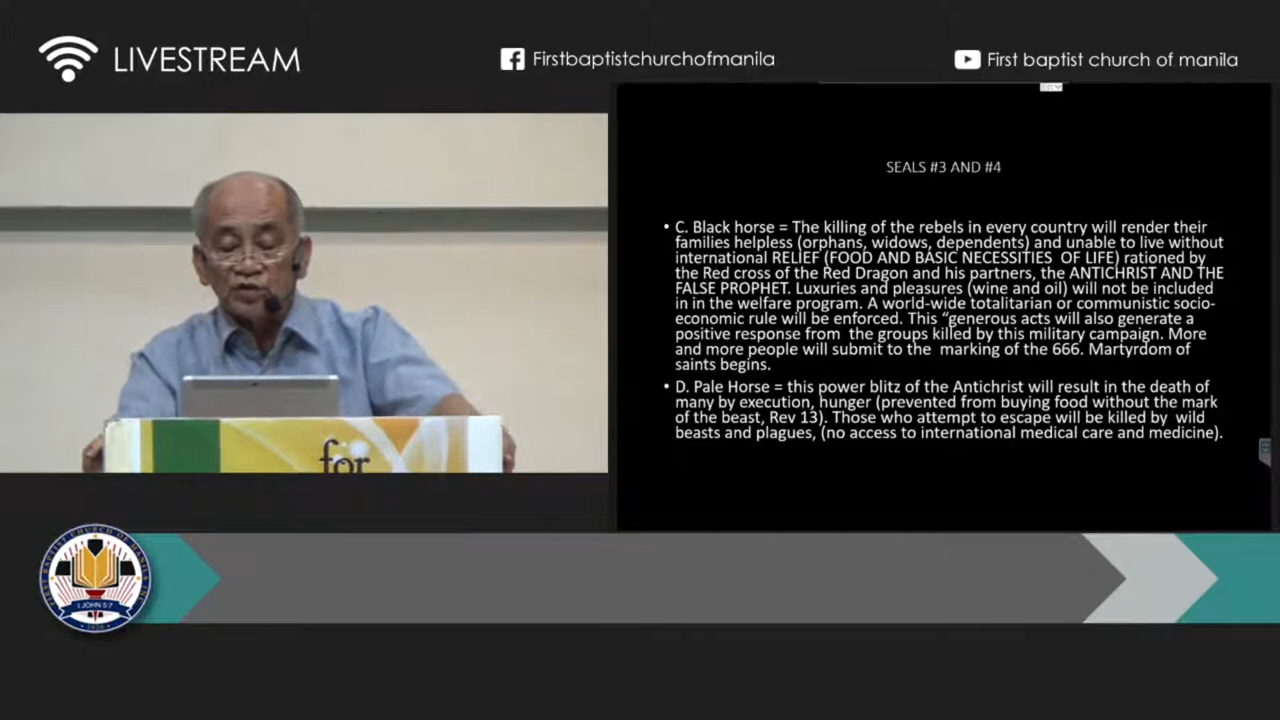 LIVESTREAM
Firstbaptistchurchofmanila
First baptist church of manila
SEALS #3 AND #4
• C. Black horse = The killing of the rebels in every country will render their
families helpless (orphans, widows, dependents) and unable to live without
international RELIEF (FOOD AND BASIC NECESSITIES OF LIFE) rationed by
the Red cross of the Red Dragon and his partners, the ANTICHRIST AND THE
FALSE PROPHET. Luxuries and pleasures (wine and oil) will not be included
in in the welfare program. A world-wide totalitarian or communistic socio-
economic rule will be enforced. This “generous acts will also generate a
positive response from the groups killed by this military campaign. More
and more people will submit to the marking of the 666. Martyrdom of
saints begins.
• D. Pale Horse = this power blitz of the Antichrist will result in the death of
many by execution, hunger (prevented from buying food without the mark
of the beast, Rev 13). Those who attempt to escape will be killed by wild
beasts and plagues, (no access to international medical care and medicine).
for
FIRST BAPTIST CHURCH OF MANILA INC.
1 JOHN 5:7